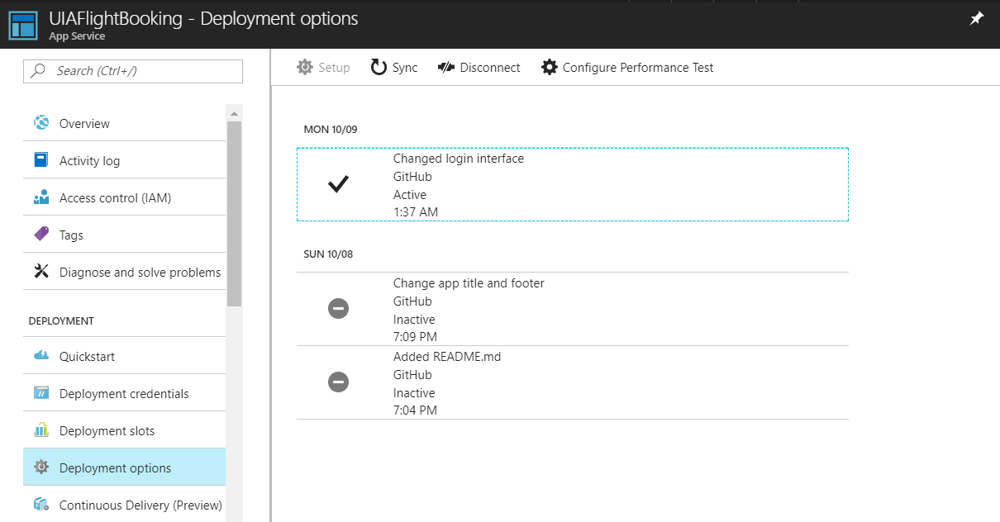 UIAFlightBooking - Deployment options
App Service
Search (Ctrl+/)
Overview
Activity log
Access control (IAM)
Tags
Diagnose and solve problems
DEPLOYMENT
Quickstart
Deployment credentials
Deployment slots
Deployment options
Continuous Delivery (Preview)
Setup
Sync
Disconnect
Configure Performance Test
MON 10/09
Changed login interface
GitHub
Active
1:37 AM
SUN 10/08
Change app title and footer
GitHub
Inactive
7:09 PM
Added README.md
GitHub
Inactive
7:04 PM